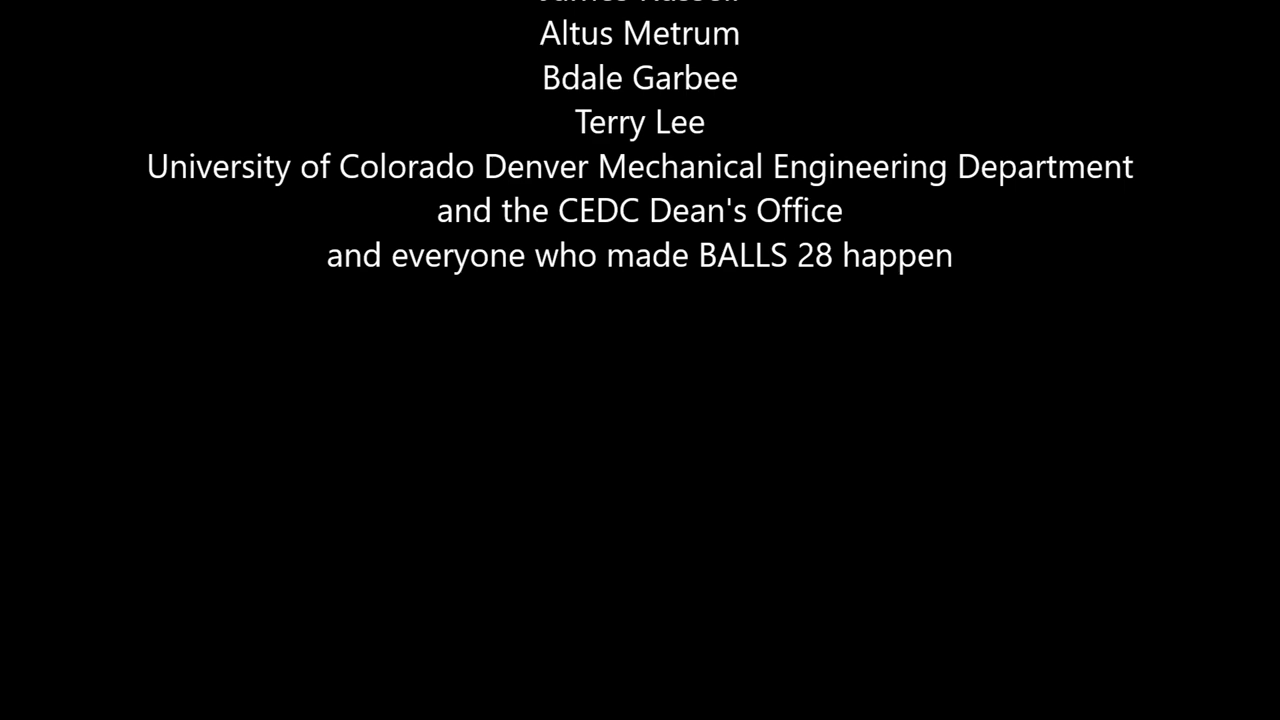 Altus Metrum
Bdale Garbee
Terry Lee
University of Colorado Denver Mechanical Engineering Department
and the CEDC Dean's Office
and everyone who made BALLS 28 happen